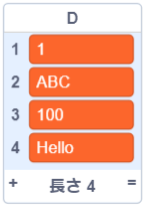 D
1 1
2 ABC
3 100
4 Hello
+ 長さ 4 =